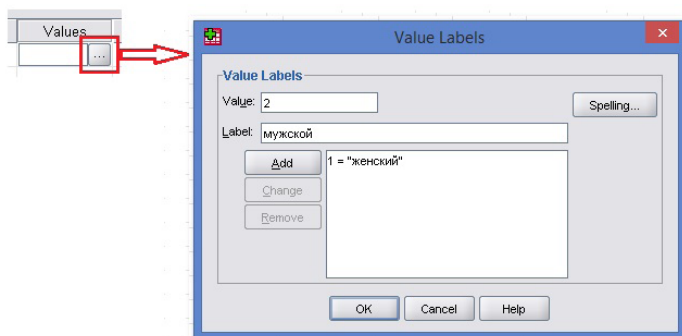 Values
...
Value Labels
Value Labels
Value: 2
Spelling...
Label: мужской
Add
1 = "женский"
Change
Remove
OK Cancel Help